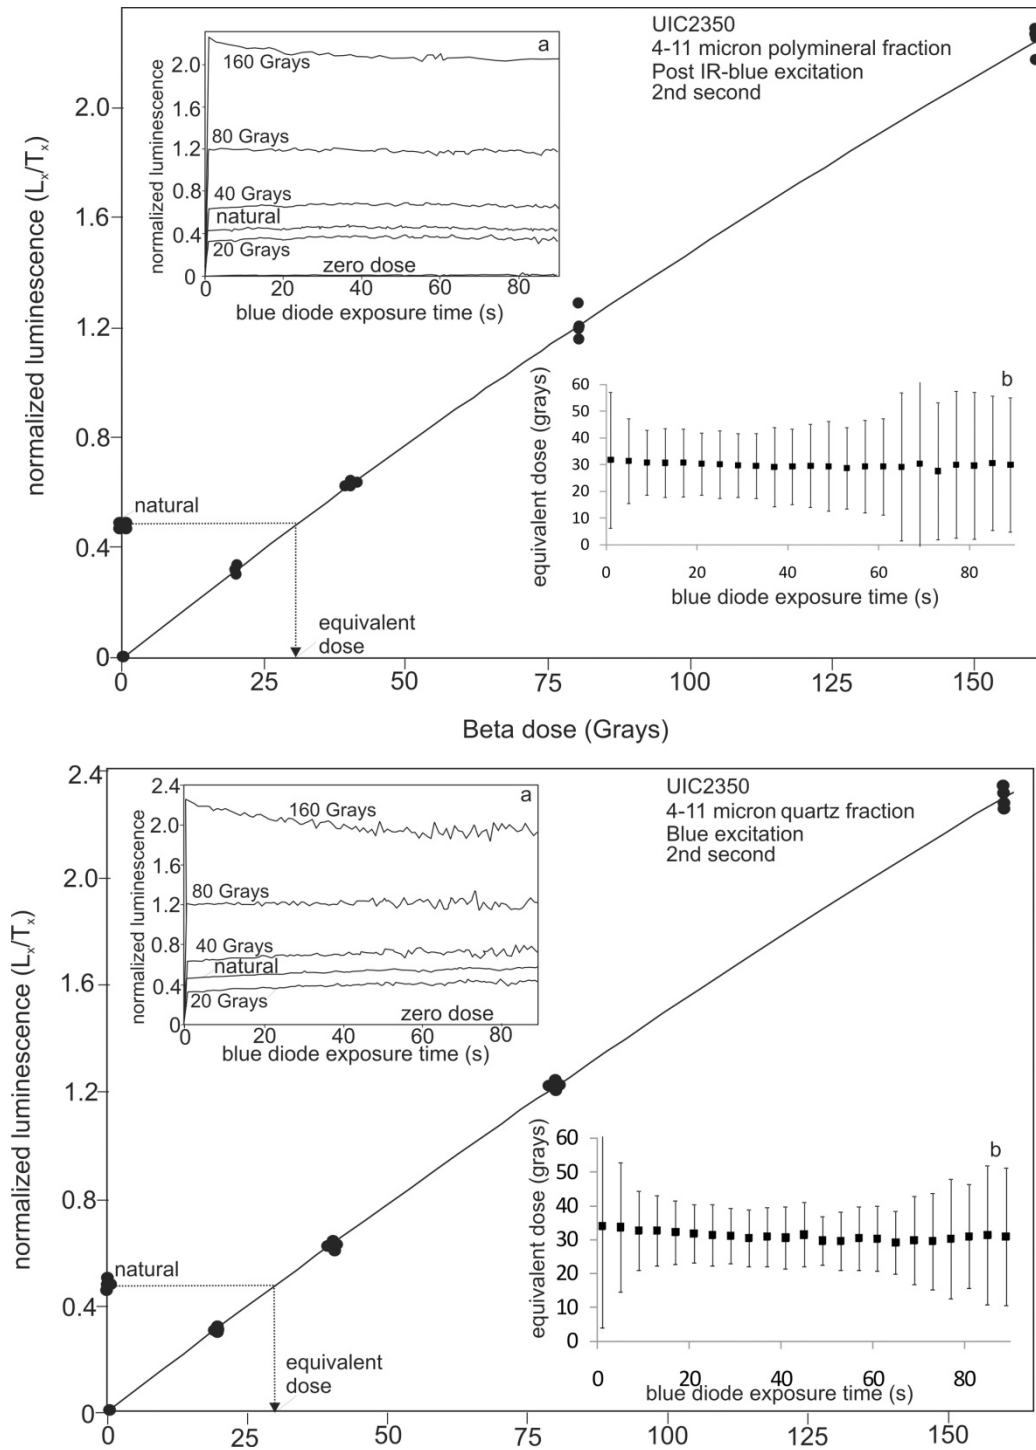 UIC2350
4-11 micron polymineral fraction
Post IR-blue excitation
2nd second
normalized luminescence (Lx/Tx)
2.0
1.6
1.2
0.8
0.4
0
natural
equivalent
dose
0 25 50 75 100 125 150
Beta dose (Grays)
a
normalized luminescence
2.0
1.6
1.2
0.8
0.4
0
160 Grays
80 Grays
40 Grays
natural
20 Grays
zero dose
0 20 40 60 80
blue diode exposure time (s)
b
equivalent dose (grays)
60
50
40
30
20
10
0
0 20 40 60 80
blue diode exposure time (s)
UIC2350
4-11 micron quartz fraction
Blue excitation
2nd second
normalized luminescence (Lx/Tx)
2.4
2.0
1.6
1.2
0.8
0.4
0
natural
equivalent
dose
0 25 50 75 100 125 150
a
normalized luminescence
2.4
2.0
1.6
1.2
0.8
0.4
0
160 Grays
80 Grays
40 Grays
natural
20 Grays
zero dose
0 20 40 60 80
blue diode exposure time (s)
b
equivalent dose (grays)
60
50
40
30
20
10
0
0 20 40 60 80
blue diode exposure time (s)